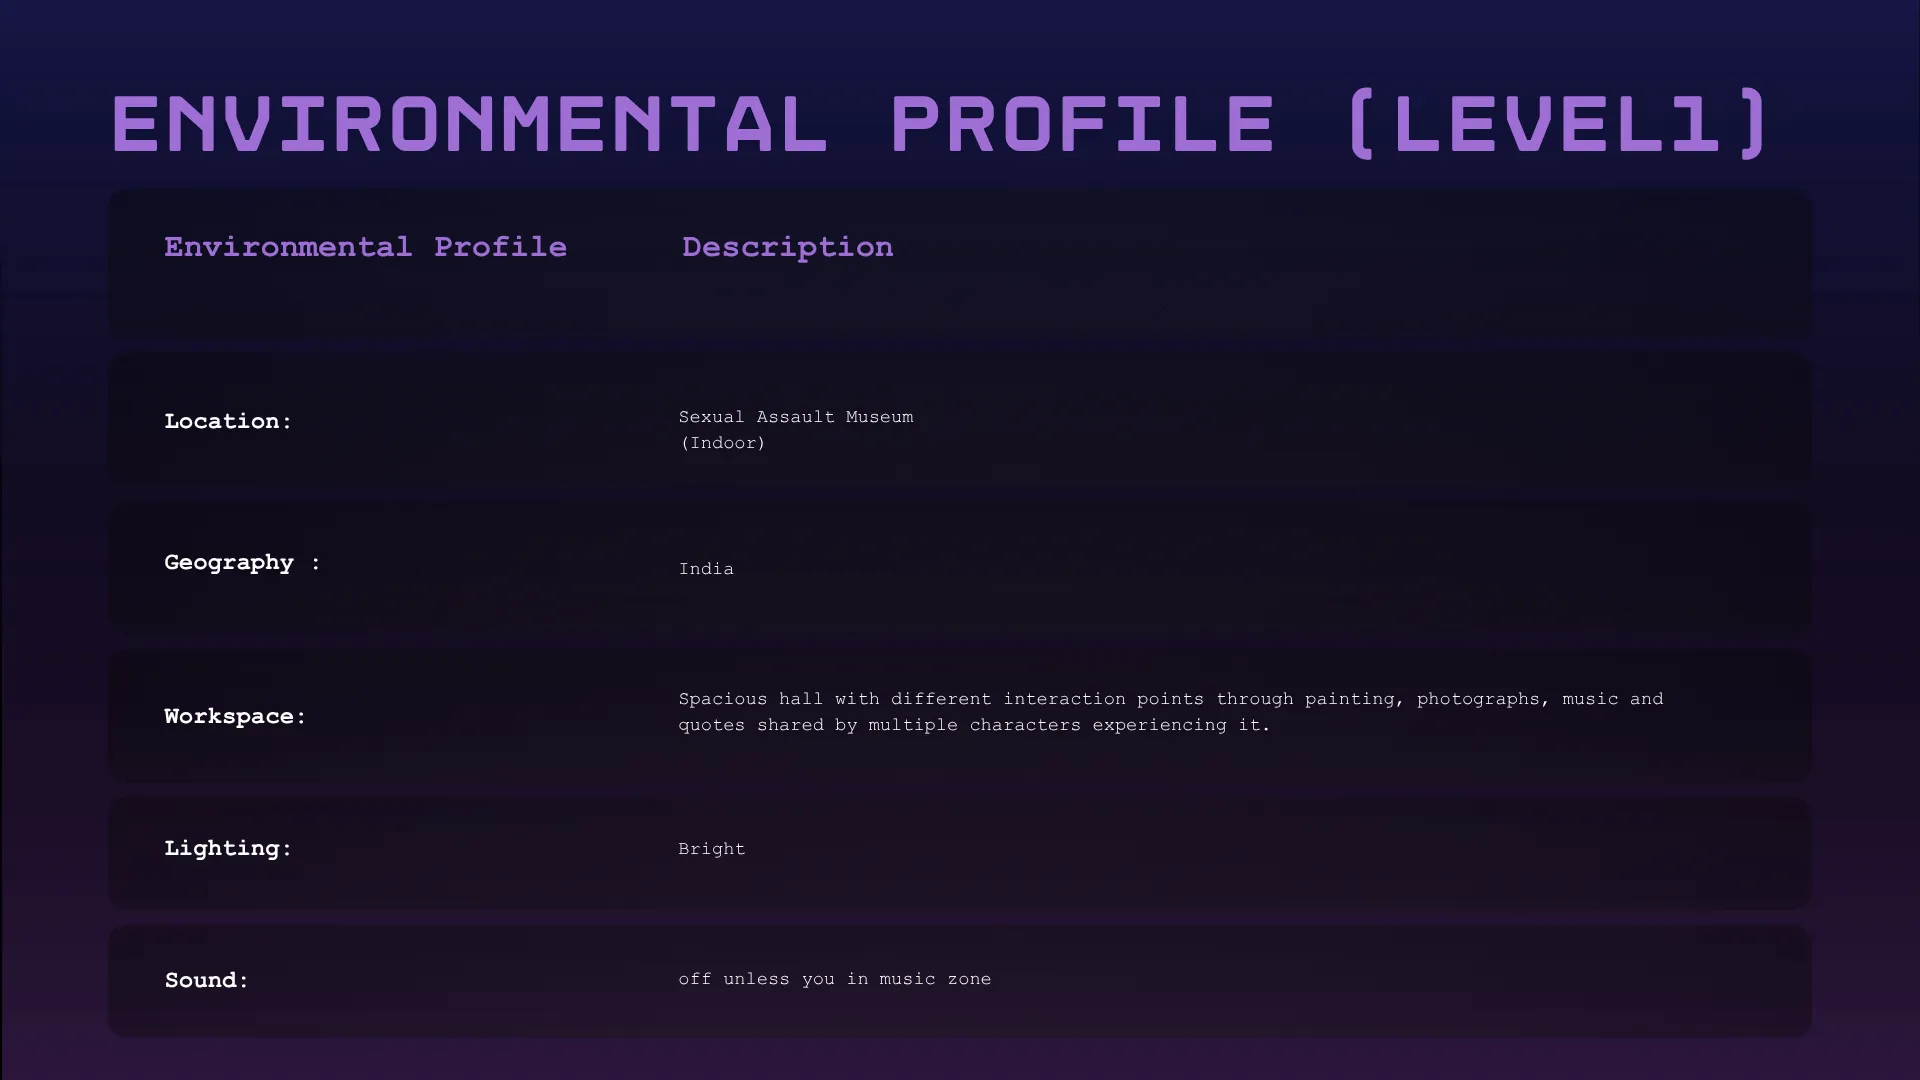 ENVIRONMENTAL PROFILE (LEVEL1)
Environmental Profile Description
Location:
Sexual Assault Museum
(Indoor)
Geography :
India
Workspace:
Spacious hall with different interaction points through painting, photographs, music and
quotes shared by multiple characters experiencing it.
Lighting:
Bright
Sound:
off unless you in music zone